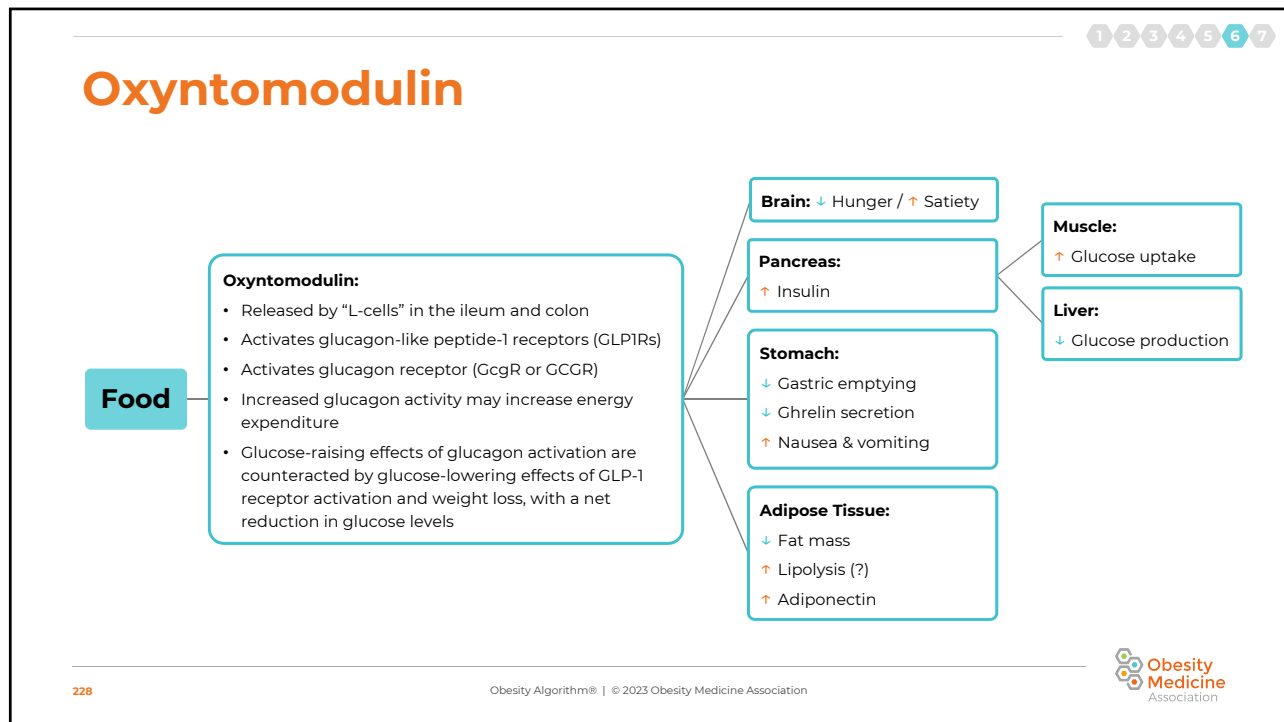 1 2 3 4 5 6 7
Oxyntomodulin
Food
Oxyntomodulin:
• Released by “L-cells” in the ileum and colon
• Activates glucagon-like peptide-1 receptors (GLP1Rs)
• Activates glucagon receptor (GcgR or GCGR)
• Increased glucagon activity may increase energy
expenditure
• Glucose-raising effects of glucagon activation are
counteracted by glucose-lowering effects of GLP-1
receptor activation and weight loss, with a net
reduction in glucose levels
Brain: ↓ Hunger / ↑ Satiety
Pancreas:
↑ Insulin
Stomach:
↓ Gastric emptying
↓ Ghrelin secretion
↑ Nausea & vomiting
Adipose Tissue:
↓ Fat mass
↑ Lipolysis (?)
↑ Adiponectin
Muscle:
↑ Glucose uptake
Liver:
↓ Glucose production
228
Obesity Algorithm® | © 2023 Obesity Medicine Association
Obesity
Medicine
Association